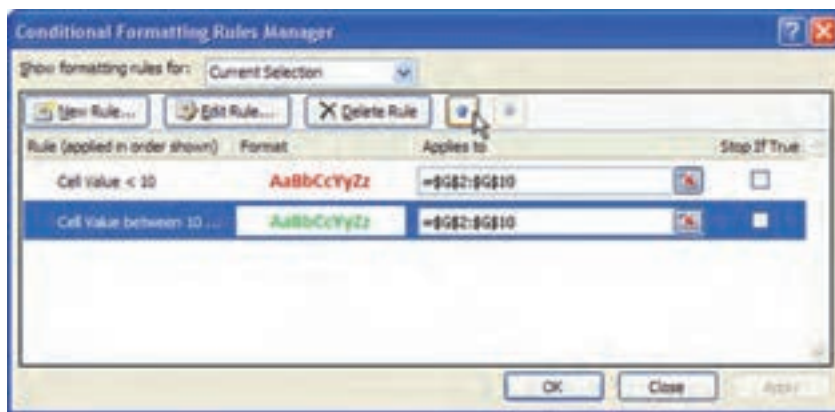 Conditional Formatting Rules Manager
Show formatting rules for: Current Selection
New Rule... Edit Rule... Delete Rule
Rule (applied in order shown) Format Applies to Stop If True
Cell Value < 10 AaBbCcYyZz =$G$2:$G$10
Cell Value between 10 ... AaBbCcYyZz =$G$2:$G$10
OK Close Apply